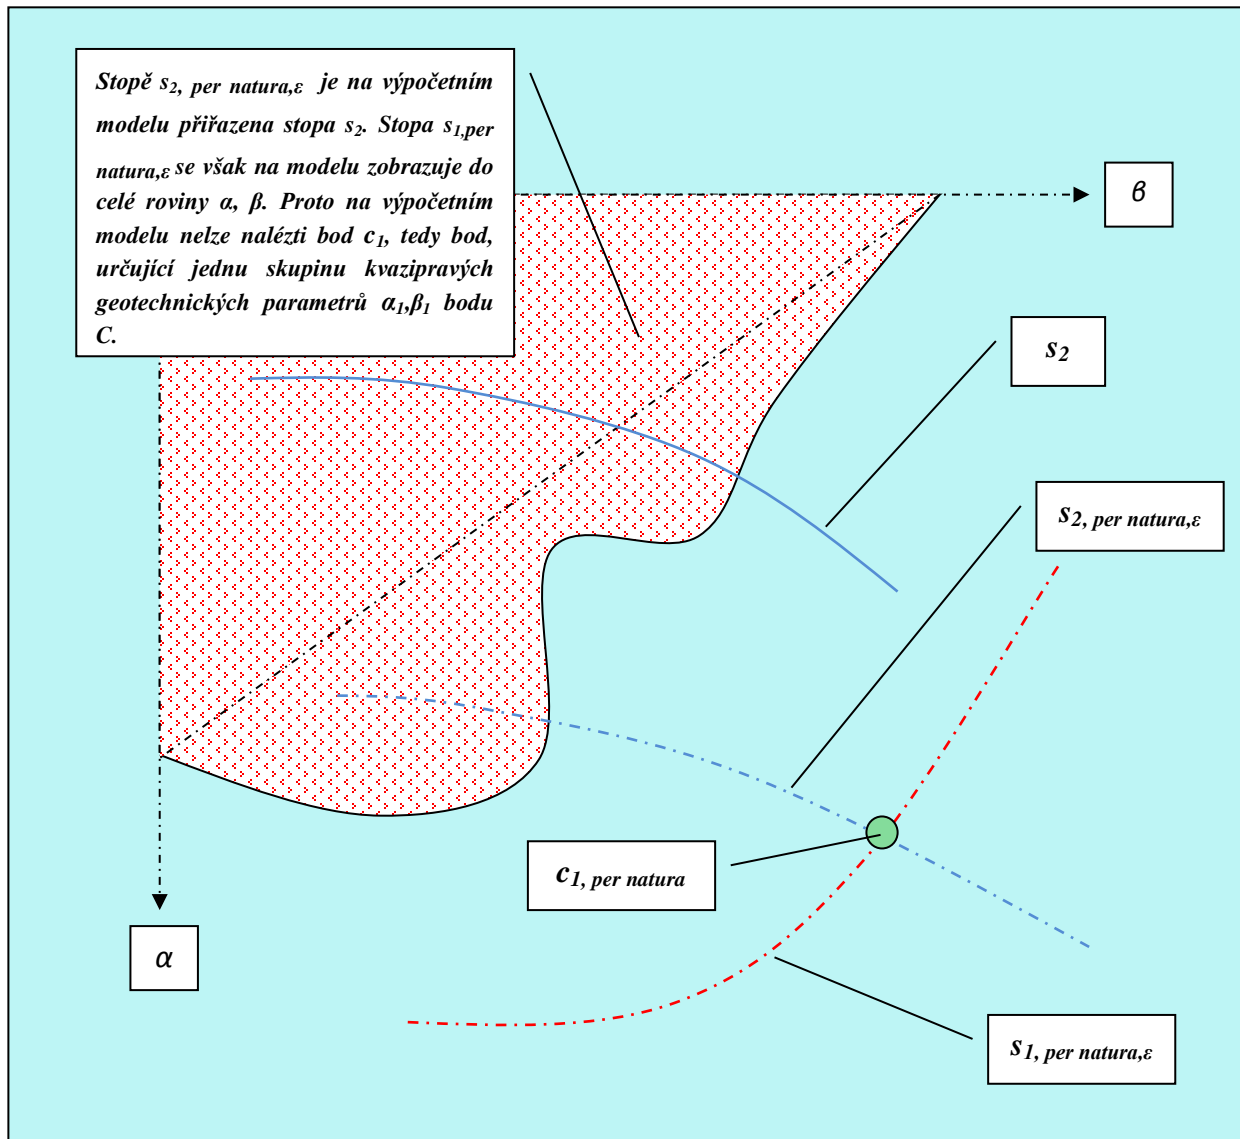 Stopě s2, per natura,ε je na výpočetním
modelu přiřazena stopa s2. Stopa s1,per
natura,ε se však na modelu zobrazuje do
celé roviny α, β. Proto na výpočetním
modelu nelze nalézti bod c1, tedy bod,
určující jednu skupinu kvazipravých
geotechnických parametrů α1,β1 bodu
C.
β
s2
s2, per natura,ε
c1, per natura
α
s1, per natura,ε